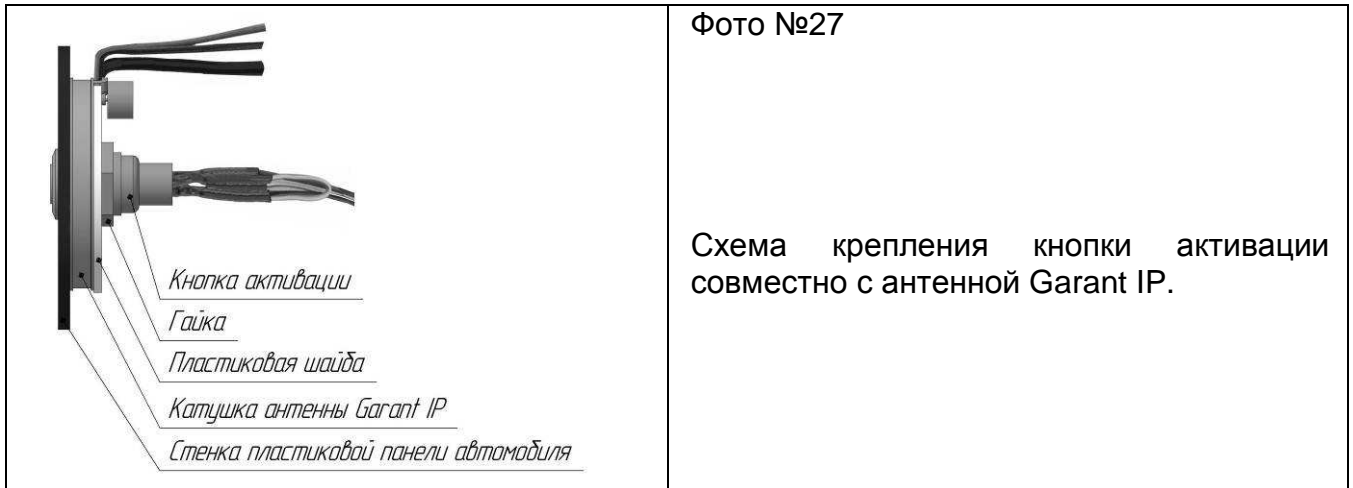 Кнопка активации
Гайка
Пластиковая шайба
Катушка антенны Garant IP
Стенка пластиковой панели автомобиля
Фото №27
Схема крепления кнопки активации
совместно с антенной Garant IP.